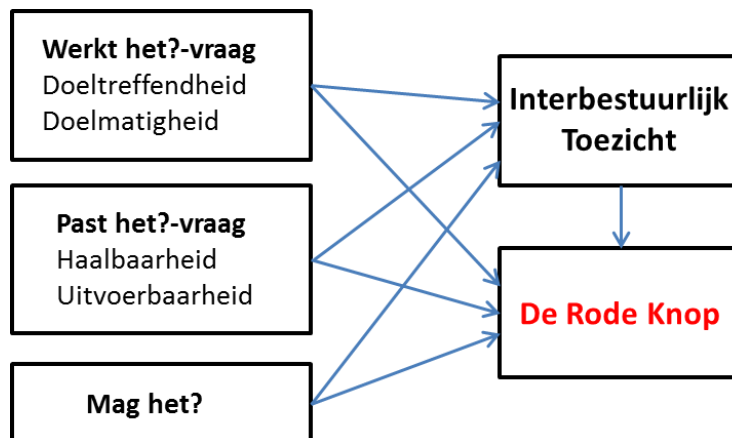 Werkt het?-vraag
Doeltreffendheid
Doelmatigheid
Past het?-vraag
Haalbaarheid
Uitvoerbaarheid
Mag het?
Interbestuurlijk
Toezicht
De Rode Knop